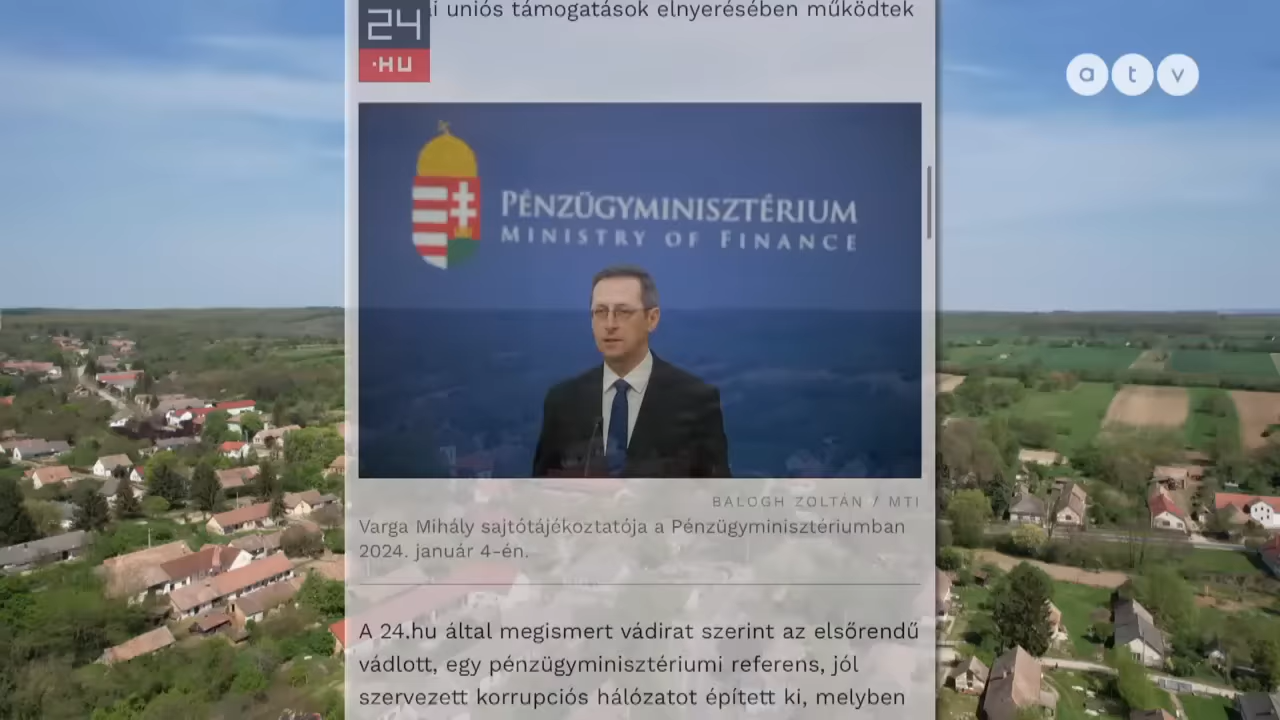 i uniós támogatások elnyerésében működtek
24
.HU
atv
PÉNZÜGYMINISZTÉRIUM
MINISTRY OF FINANCE
BALOGH ZOLTÁN / MTI
Varga Mihály sajtótájékoztatója a Pénzügyminisztériumban
2024. január 4-én.
A 24.hu által megismert vádirat szerint az elsőrendű
vádlott, egy pénzügyminisztériumi referens, jól
szervezett korrupciós hálózatot épített ki, melyben